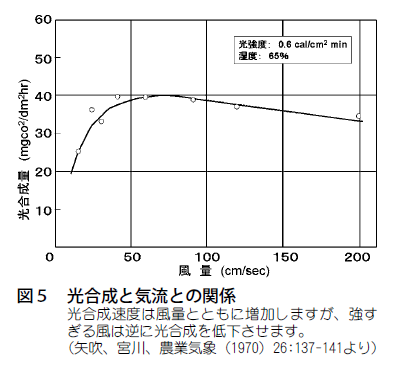 60
50
40
30
20
10
0
光合成量 (mgco2/dm²hr)
光強度: 0.6 cal/cm² min
湿度: 65%
0 50 100 150 200
風 量 (cm/sec)
図5 光合成と気流との関係
光合成速度は風量とともに増加しますが、強す
ぎる風は逆に光合成を低下させます。
(矢吹、宮川、農業気象(1970)26:137-141より)